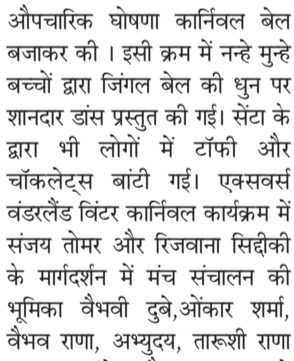 औपचारिक घोषणा कार्निवल बेल
बजाकर की । इसी क्रम में नन्हे मुन्हे
बच्चों द्वारा जिंगल बेल की धुन पर
शानदार डांस प्रस्तुत की गई। सेंटा के
द्वारा भी लोगों में टॉफी और
चॉकलेट्स बांटी गई। एक्सवर्स
वंडरलैंड विंटर कार्निवल कार्यक्रम में
संजय तोमर और रिजवाना सिद्दीकी
के मार्गदर्शन में मंच संचालन की
भूमिका वैभवी दुबे,ओंकार शर्मा,
वैभव राणा, अभ्युदय, तारूशी राणा